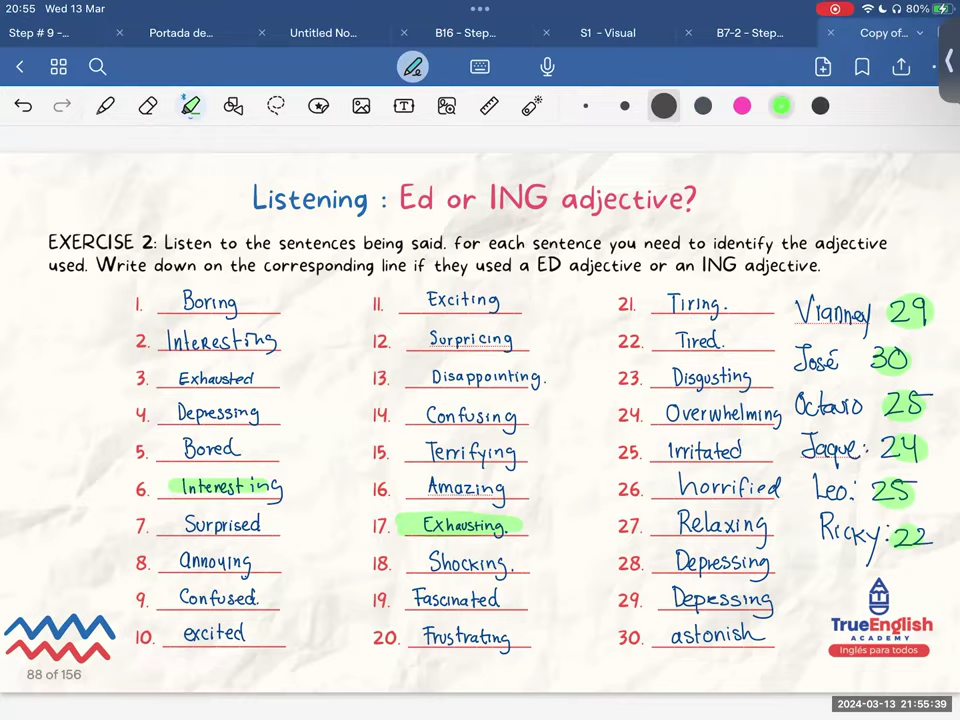 20:55 Wed 13 Mar
80%
Step # 9 -...
Portada de...
Untitled No...
B16 - Step...
S1 - Visual
B7-2 - Step...
Copy of...
Listening : Ed or ING adjective?
EXERCISE 2: Listen to the sentences being said. for each sentence you need to identify the adjective
used. Write down on the corresponding line if they used a ED adjective or an ING adjective.
1. Boring
2. Interesting
3. Exhausted
4. Depressing
5. Bored
6. Interesting
7. Surprised
8. Annoying
9. Confused.
10. excited
11. Exciting
12. Surpricing
13. Disappointing.
14. Confusing
15. Terrifying
16. Amazing
17. Exhausting.
18. Shocking.
19. Fascinated
20. Frustrating
21. Tiring.
22. Tired.
23. Disgusting
24. Overwhelming
25. Irritated
26. horrified
27. Relaxing
28. Depressing
29. Depessing
30. astonish
Vianney 29
José 30
Octavio 25
Jaque: 24
Leo: 25
Ricky: 22
TrueEnglish
ACADEMY
Inglés para todos
88 of 156
2024-03-13 21:55:39